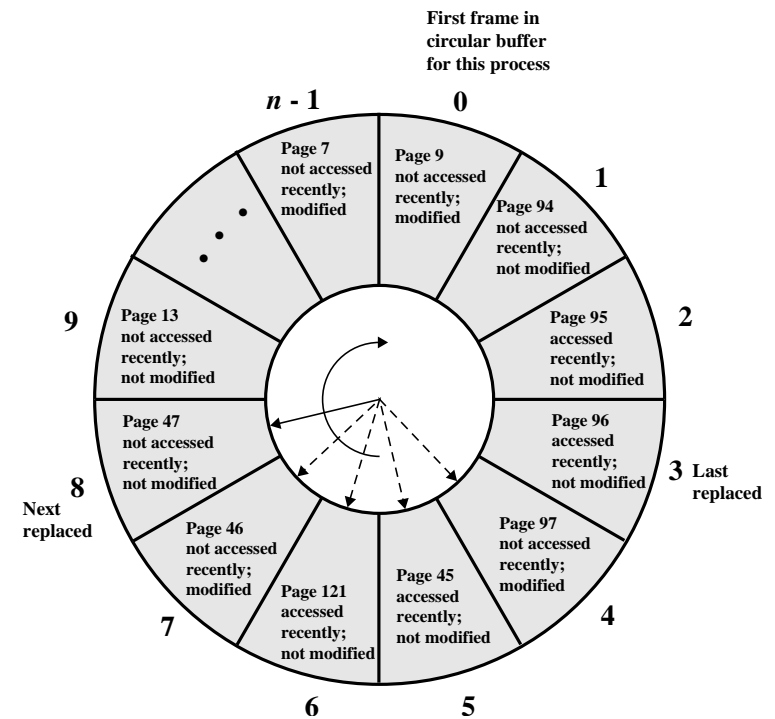 First frame in
circular buffer
for this process
n - 1
0
Page 7
not accessed
recently;
modified
Page 9
not accessed
recently;
modified
1
Page 94
not accessed
recently;
not modified
2
Page 95
accessed
recently;
not modified
3
Last
replaced
Page 96
accessed
recently;
not modified
4
Page 97
not accessed
recently;
modified
5
Page 45
accessed
recently;
not modified
6
Page 121
accessed
recently;
not modified
7
Page 46
not accessed
recently;
modified
8
Next
replaced
Page 47
not accessed
recently;
not modified
9
Page 13
not accessed
recently;
not modified